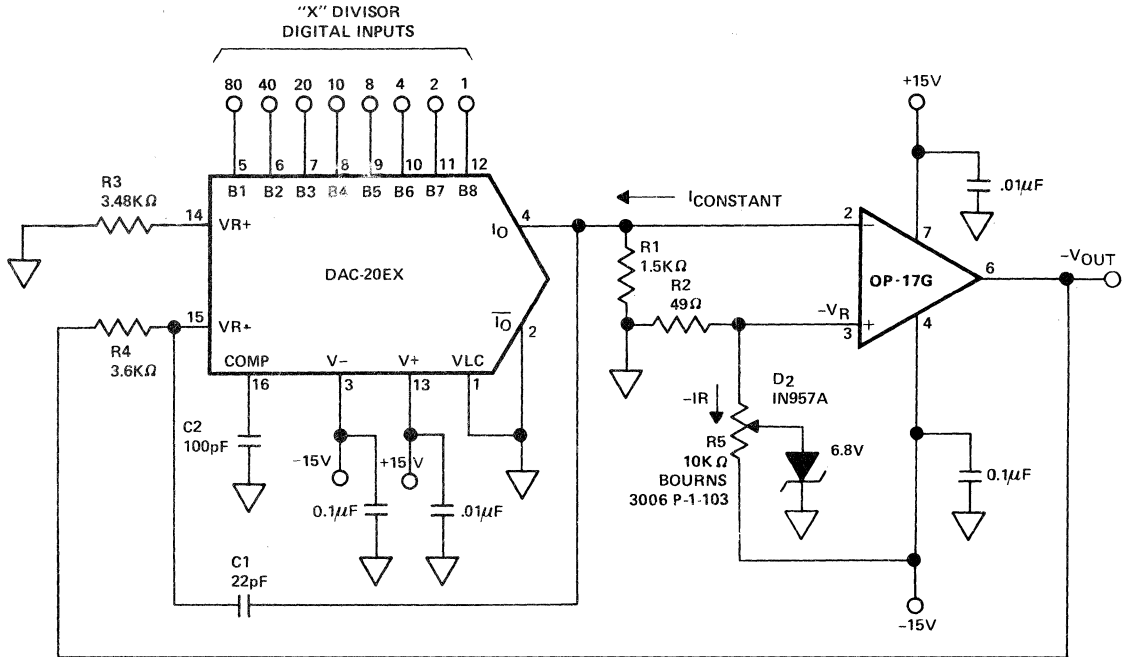 "X" DIVISOR
DIGITAL INPUTS
80 40 20 10 8 4 2 1
5 6 7 8 9 10 11 12
B1 B2 B3 B4 B5 B6 B7 B8
R3
3.48KΩ
14
VR+
DAC-20EX
IO
4
R4
3.6KΩ
15
VR-
COMP
16
V-
3
V+
13
VLC
1
IO
2
C2
100pF
-15V
+15V
0.1μF
.01μF
C1
22pF
ICONSTANT
R1
1.5KΩ
R2
49Ω
-VR
2
-
3
+
OP-17G
7
4
6
+15V
.01μF
-VOUT
-IR
R5
10KΩ
BOURNS
3006 P-1-103
D2
IN957A
6.8V
0.1μF
-15V